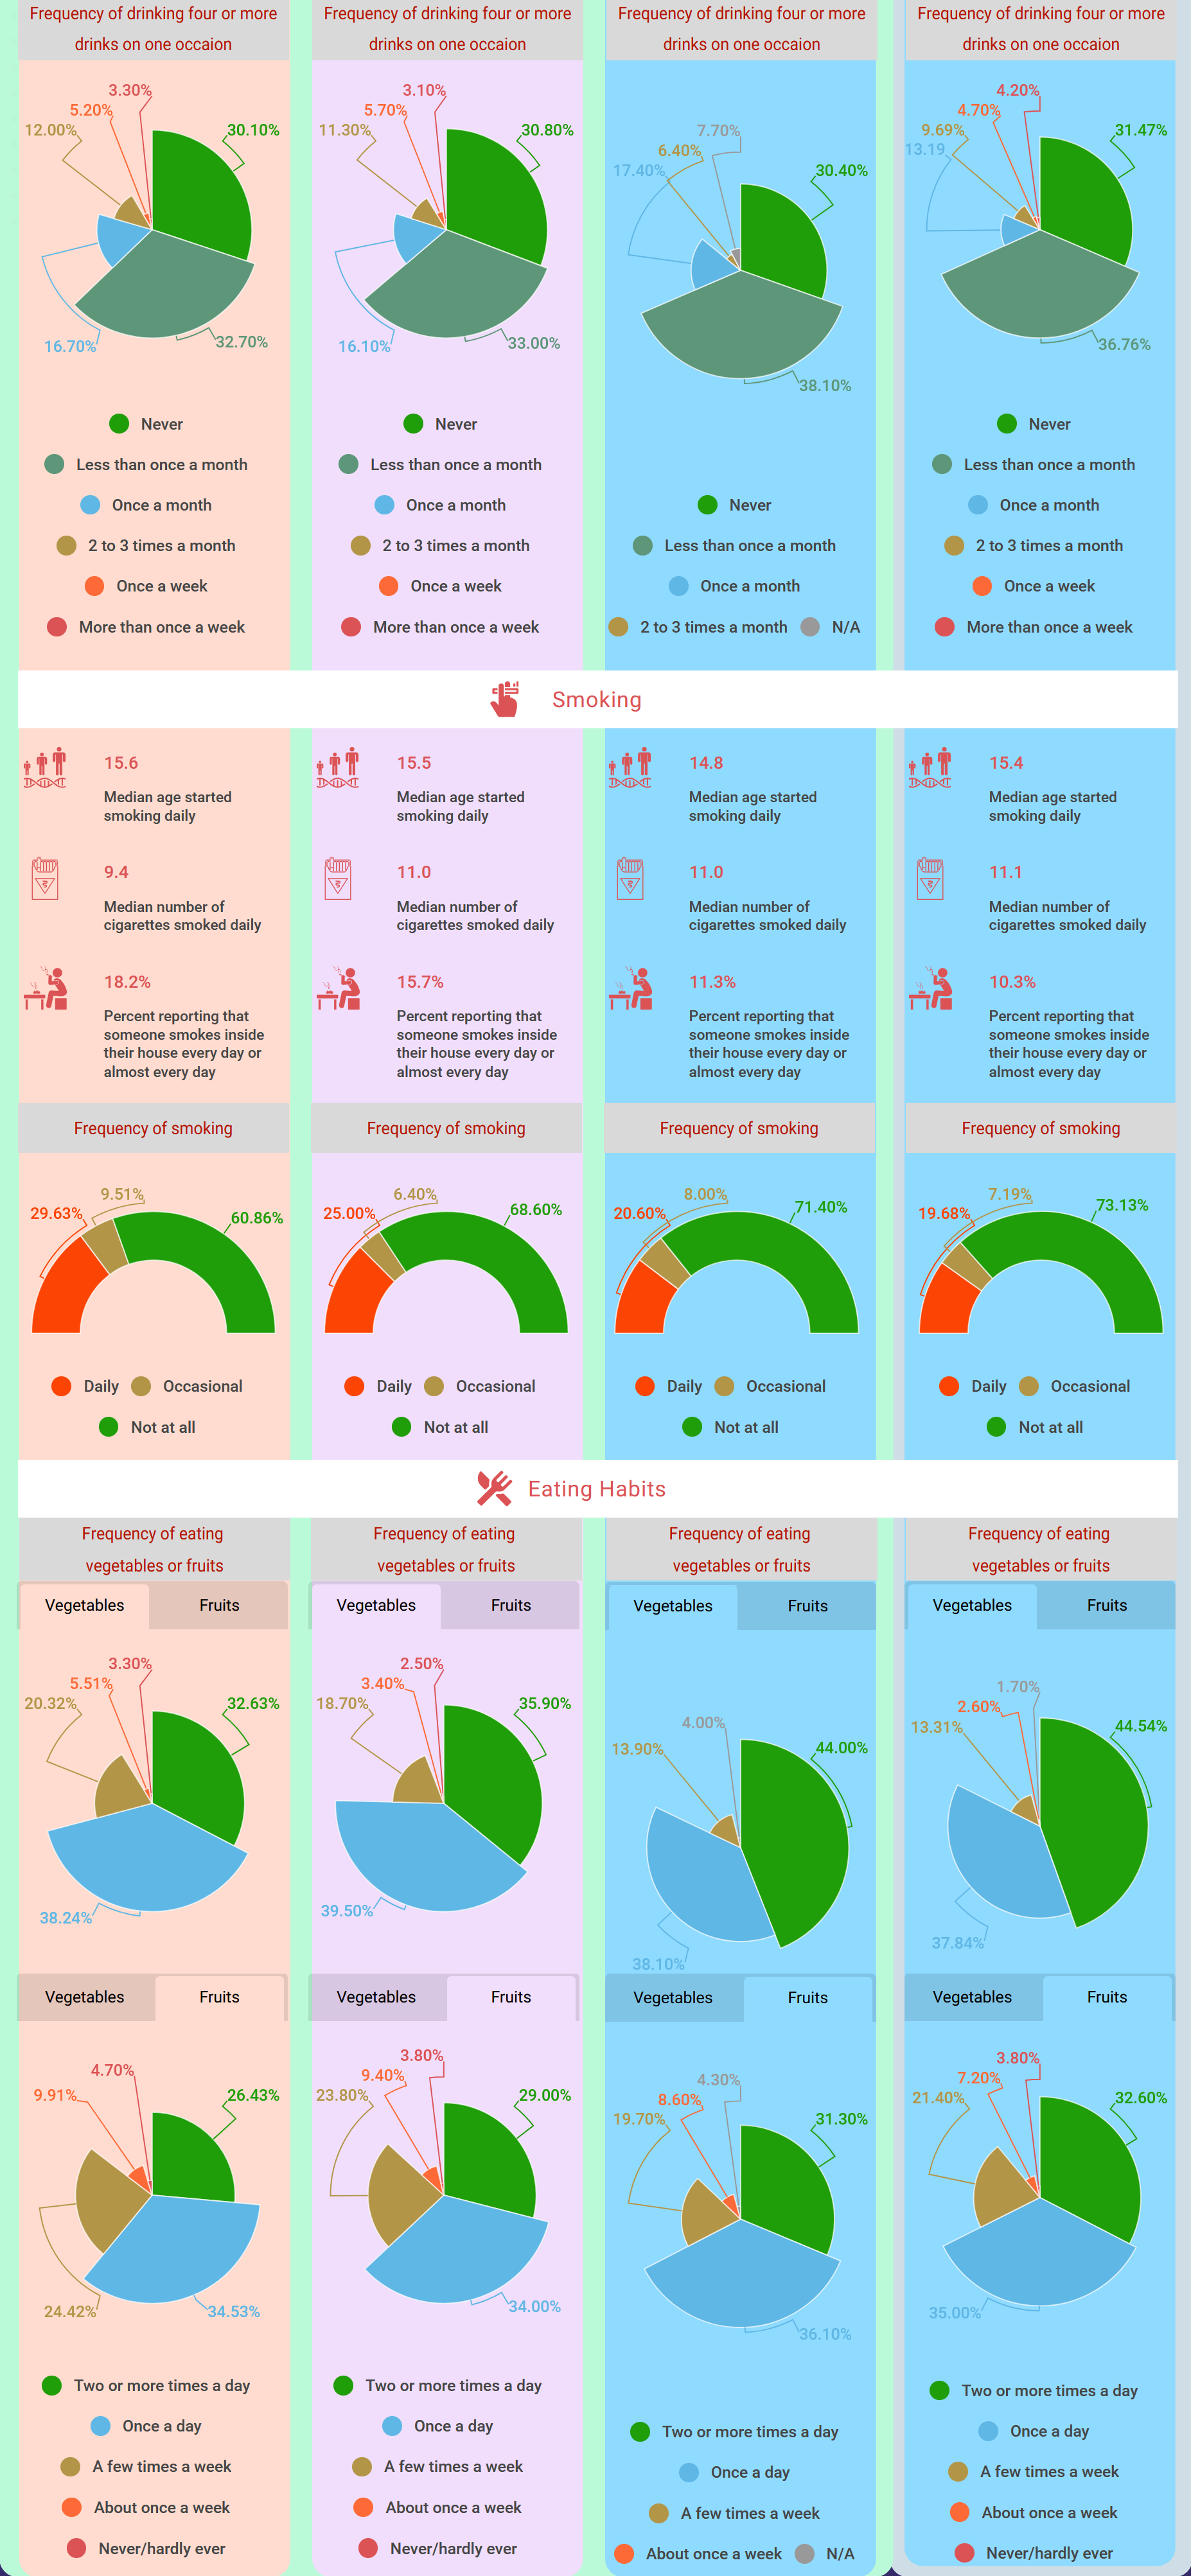 Frequency of drinking four or more
drinks on one occaion
Frequency of drinking four or more
drinks on one occaion
Frequency of drinking four or more
drinks on one occaion
Frequency of drinking four or more
drinks on one occaion
3.30%
5.20%
12.00%
30.10%
16.70%
32.70%
Never
Less than once a month
Once a month
2 to 3 times a month
Once a week
More than once a week
3.10%
5.70%
11.30%
30.80%
16.10%
33.00%
Never
Less than once a month
Once a month
2 to 3 times a month
Once a week
More than once a week
7.70%
6.40%
17.40%
30.40%
38.10%
Never
Less than once a month
Once a month
2 to 3 times a month N/A
4.20%
4.70%
9.69%
13.19
31.47%
36.76%
Never
Less than once a month
Once a month
2 to 3 times a month
Once a week
More than once a week
Smoking
15.6
Median age started
smoking daily
9.4
Median number of
cigarettes smoked daily
18.2%
Percent reporting that
someone smokes inside
their house every day or
almost every day
15.5
Median age started
smoking daily
11.0
Median number of
cigarettes smoked daily
15.7%
Percent reporting that
someone smokes inside
their house every day or
almost every day
14.8
Median age started
smoking daily
11.0
Median number of
cigarettes smoked daily
11.3%
Percent reporting that
someone smokes inside
their house every day or
almost every day
15.4
Median age started
smoking daily
11.1
Median number of
cigarettes smoked daily
10.3%
Percent reporting that
someone smokes inside
their house every day or
almost every day
Frequency of smoking
9.51%
29.63%
60.86%
Daily Occasional
Not at all
Frequency of smoking
6.40%
25.00%
68.60%
Daily Occasional
Not at all
Frequency of smoking
8.00%
20.60%
71.40%
Daily Occasional
Not at all
Frequency of smoking
7.19%
19.68%
73.13%
Daily Occasional
Not at all
Eating Habits
Frequency of eating
vegetables or fruits
Vegetables Fruits
3.30%
5.51%
20.32%
32.63%
38.24%
Vegetables Fruits
4.70%
9.91%
26.43%
24.42%
34.53%
Two or more times a day
Once a day
A few times a week
About once a week
Never/hardly ever
Frequency of eating
vegetables or fruits
Vegetables Fruits
2.50%
3.40%
18.70%
35.90%
39.50%
Vegetables Fruits
3.80%
9.40%
23.80%
29.00%
34.00%
Two or more times a day
Once a day
A few times a week
About once a week
Never/hardly ever
Frequency of eating
vegetables or fruits
Vegetables Fruits
4.00%
13.90%
44.00%
38.10%
Vegetables Fruits
4.30%
8.60%
19.70%
31.30%
36.10%
Two or more times a day
Once a day
A few times a week
About once a week N/A
Frequency of eating
vegetables or fruits
Vegetables Fruits
1.70%
2.60%
13.31%
44.54%
37.84%
Vegetables Fruits
3.80%
7.20%
21.40%
32.60%
35.00%
Two or more times a day
Once a day
A few times a week
About once a week
Never/hardly ever